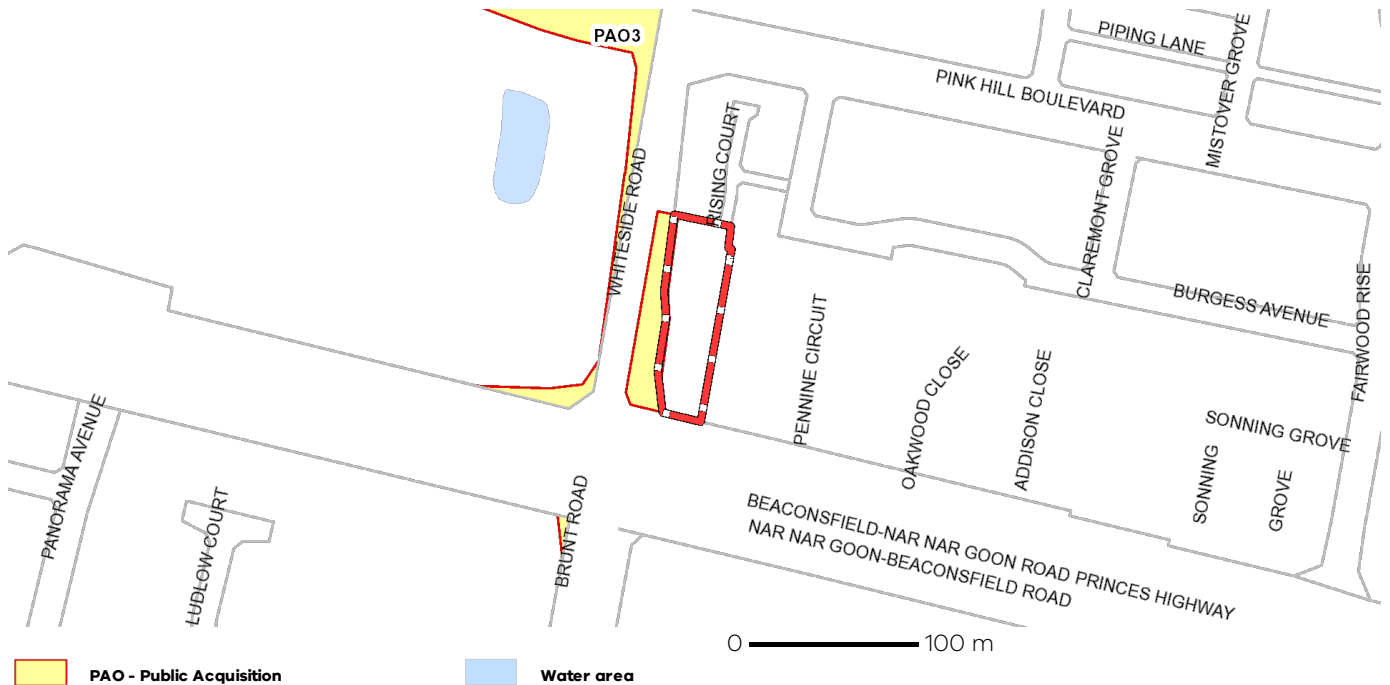 PAO3
PIPING LANE
PINK HILL BOULEVARD
MISTOVER GROVE
RISING COURT
CLAREMONT GROVE
WHITESIDE ROAD
BURGESS AVENUE
FAIRWOOD RISE
PENNINE CIRCUIT
OAKWOOD CLOSE
ADDISON CLOSE
SONNING GROVE
SONNING
GROVE
PANORAMA AVENUE
LUDLOW COURT
BRUNT ROAD
BEACONSFIELD-NAR NAR GOON ROAD PRINCES HIGHWAY
NAR NAR GOON-BEACONSFIELD ROAD
0 100 m
PAO - Public Acquisition
Water area